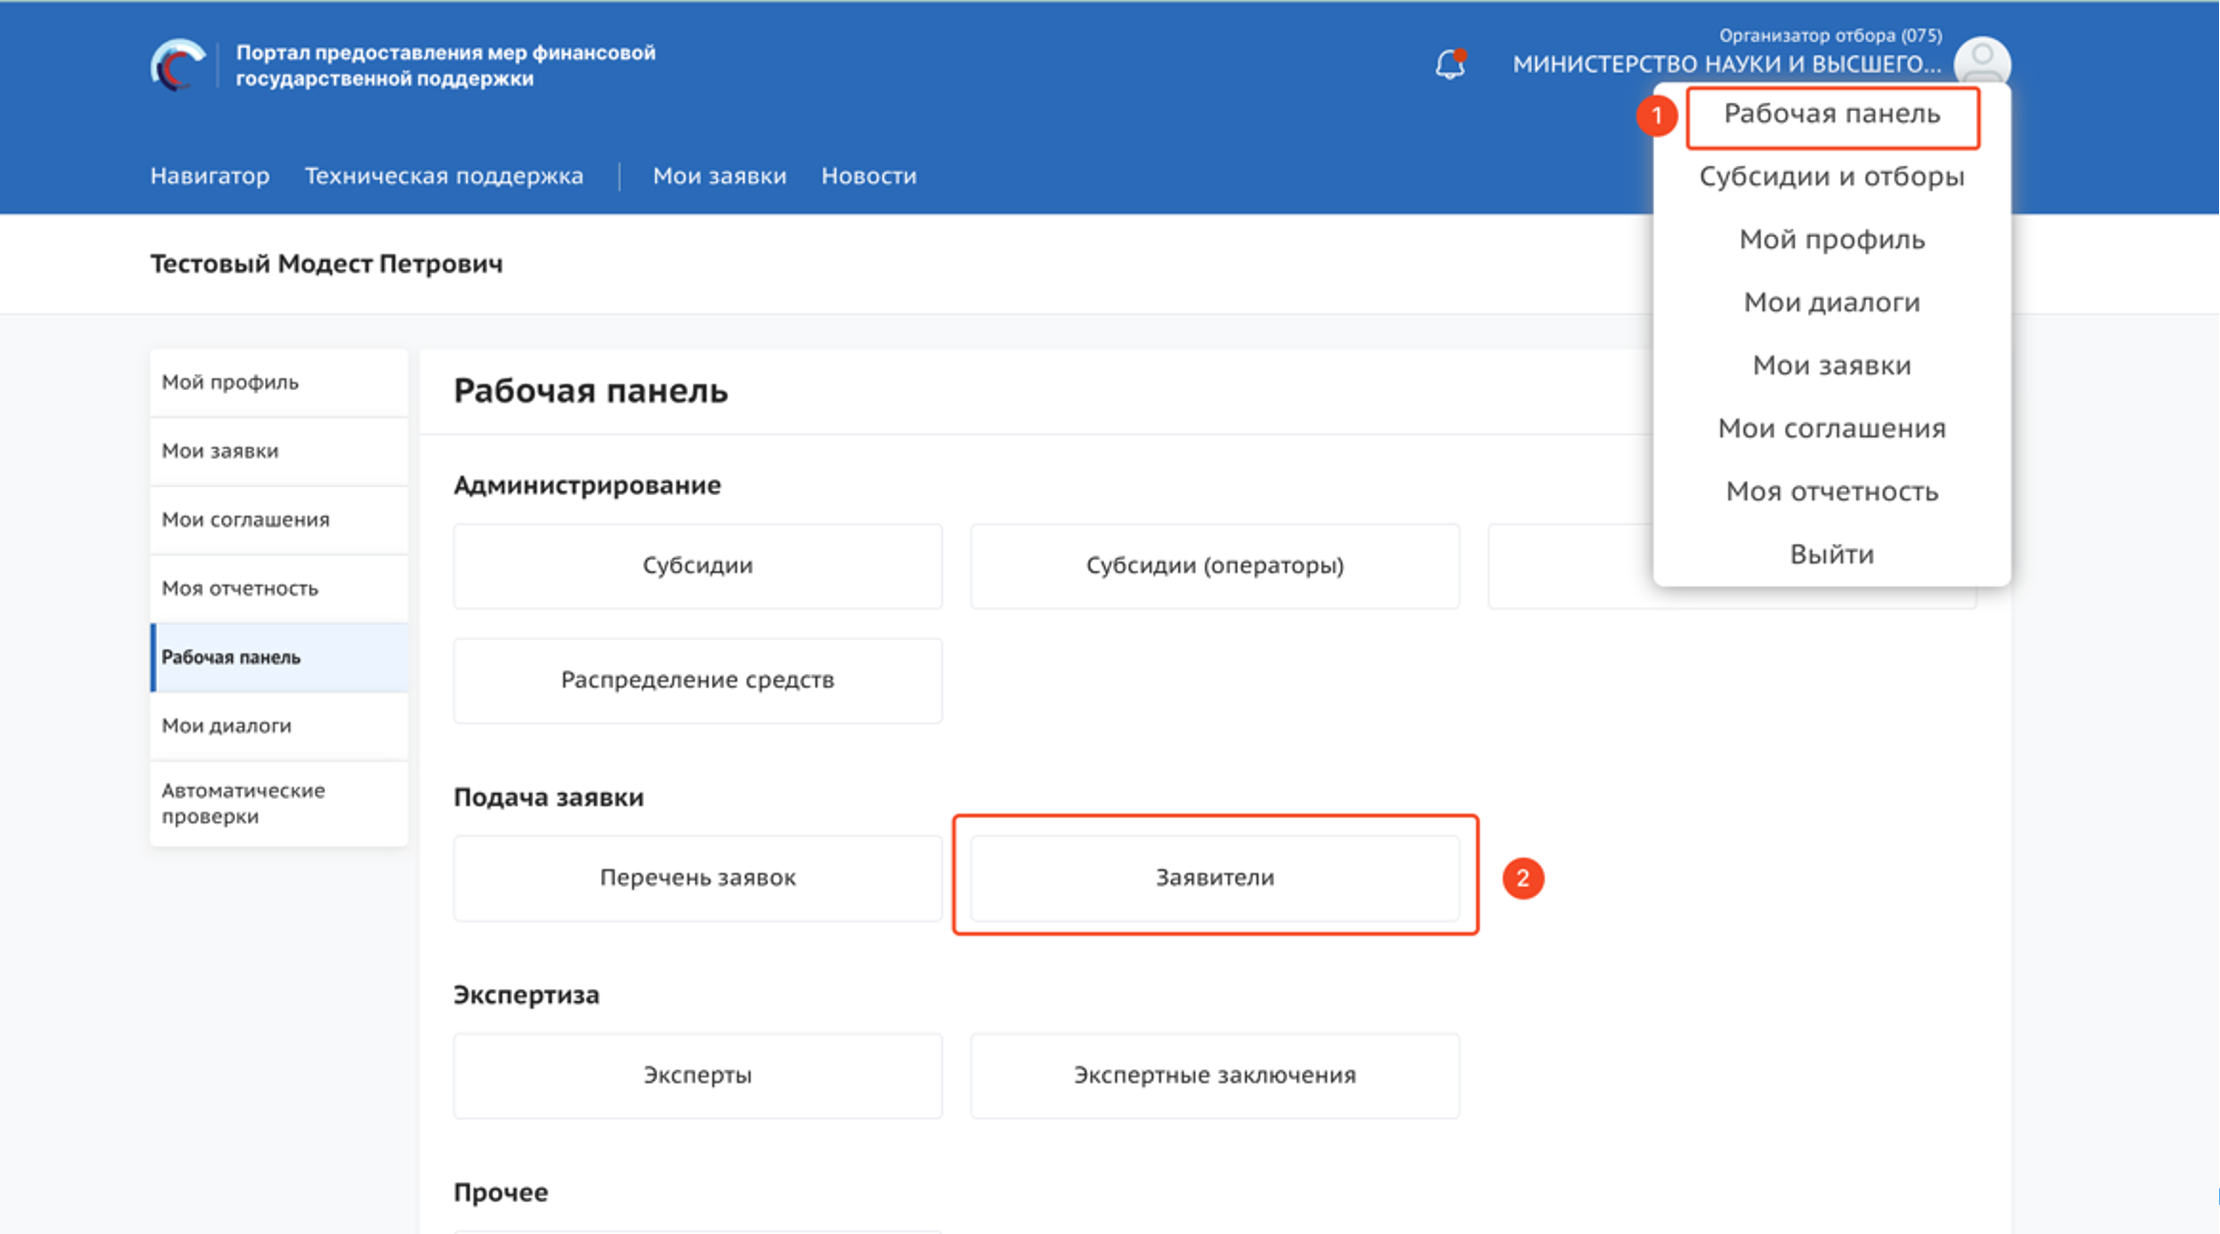 Портал предоставления мер финансовой
государственной поддержки
Организатор отбора (075)
МИНИСТЕРСТВО НАУКИ И ВЫСШЕГО...
Навигатор
Техническая поддержка
Мои заявки
Новости
1
Рабочая панель
Субсидии и отборы
Мой профиль
Мои диалоги
Мои заявки
Мои соглашения
Моя отчетность
Выйти
Тестовый Модест Петрович
Мой профиль
Мои заявки
Мои соглашения
Моя отчетность
Рабочая панель
Мои диалоги
Автоматические
проверки
Рабочая панель
Администрирование
Субсидии
Субсидии (операторы)
Распределение средств
Подача заявки
Перечень заявок
Заявители
2
Экспертиза
Эксперты
Экспертные заключения
Прочее